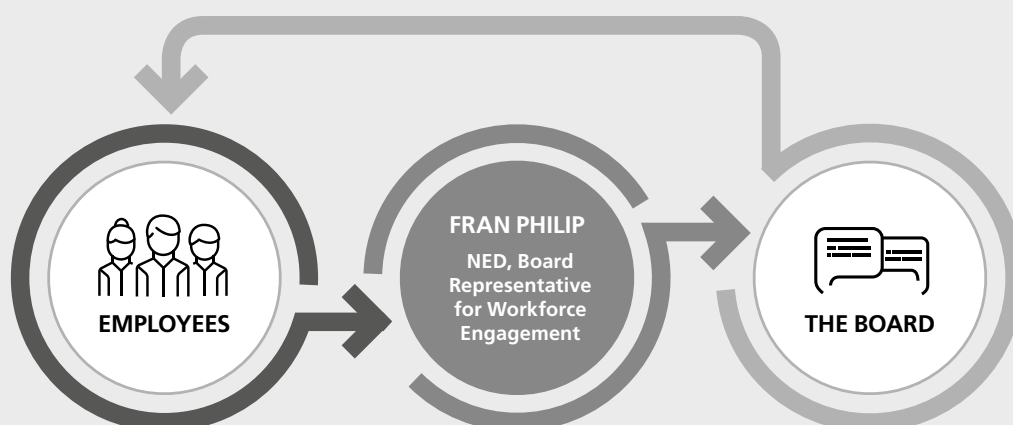 EMPLOYEES
FRAN PHILIP
NED, Board
Representative
for Workforce
Engagement
THE BOARD